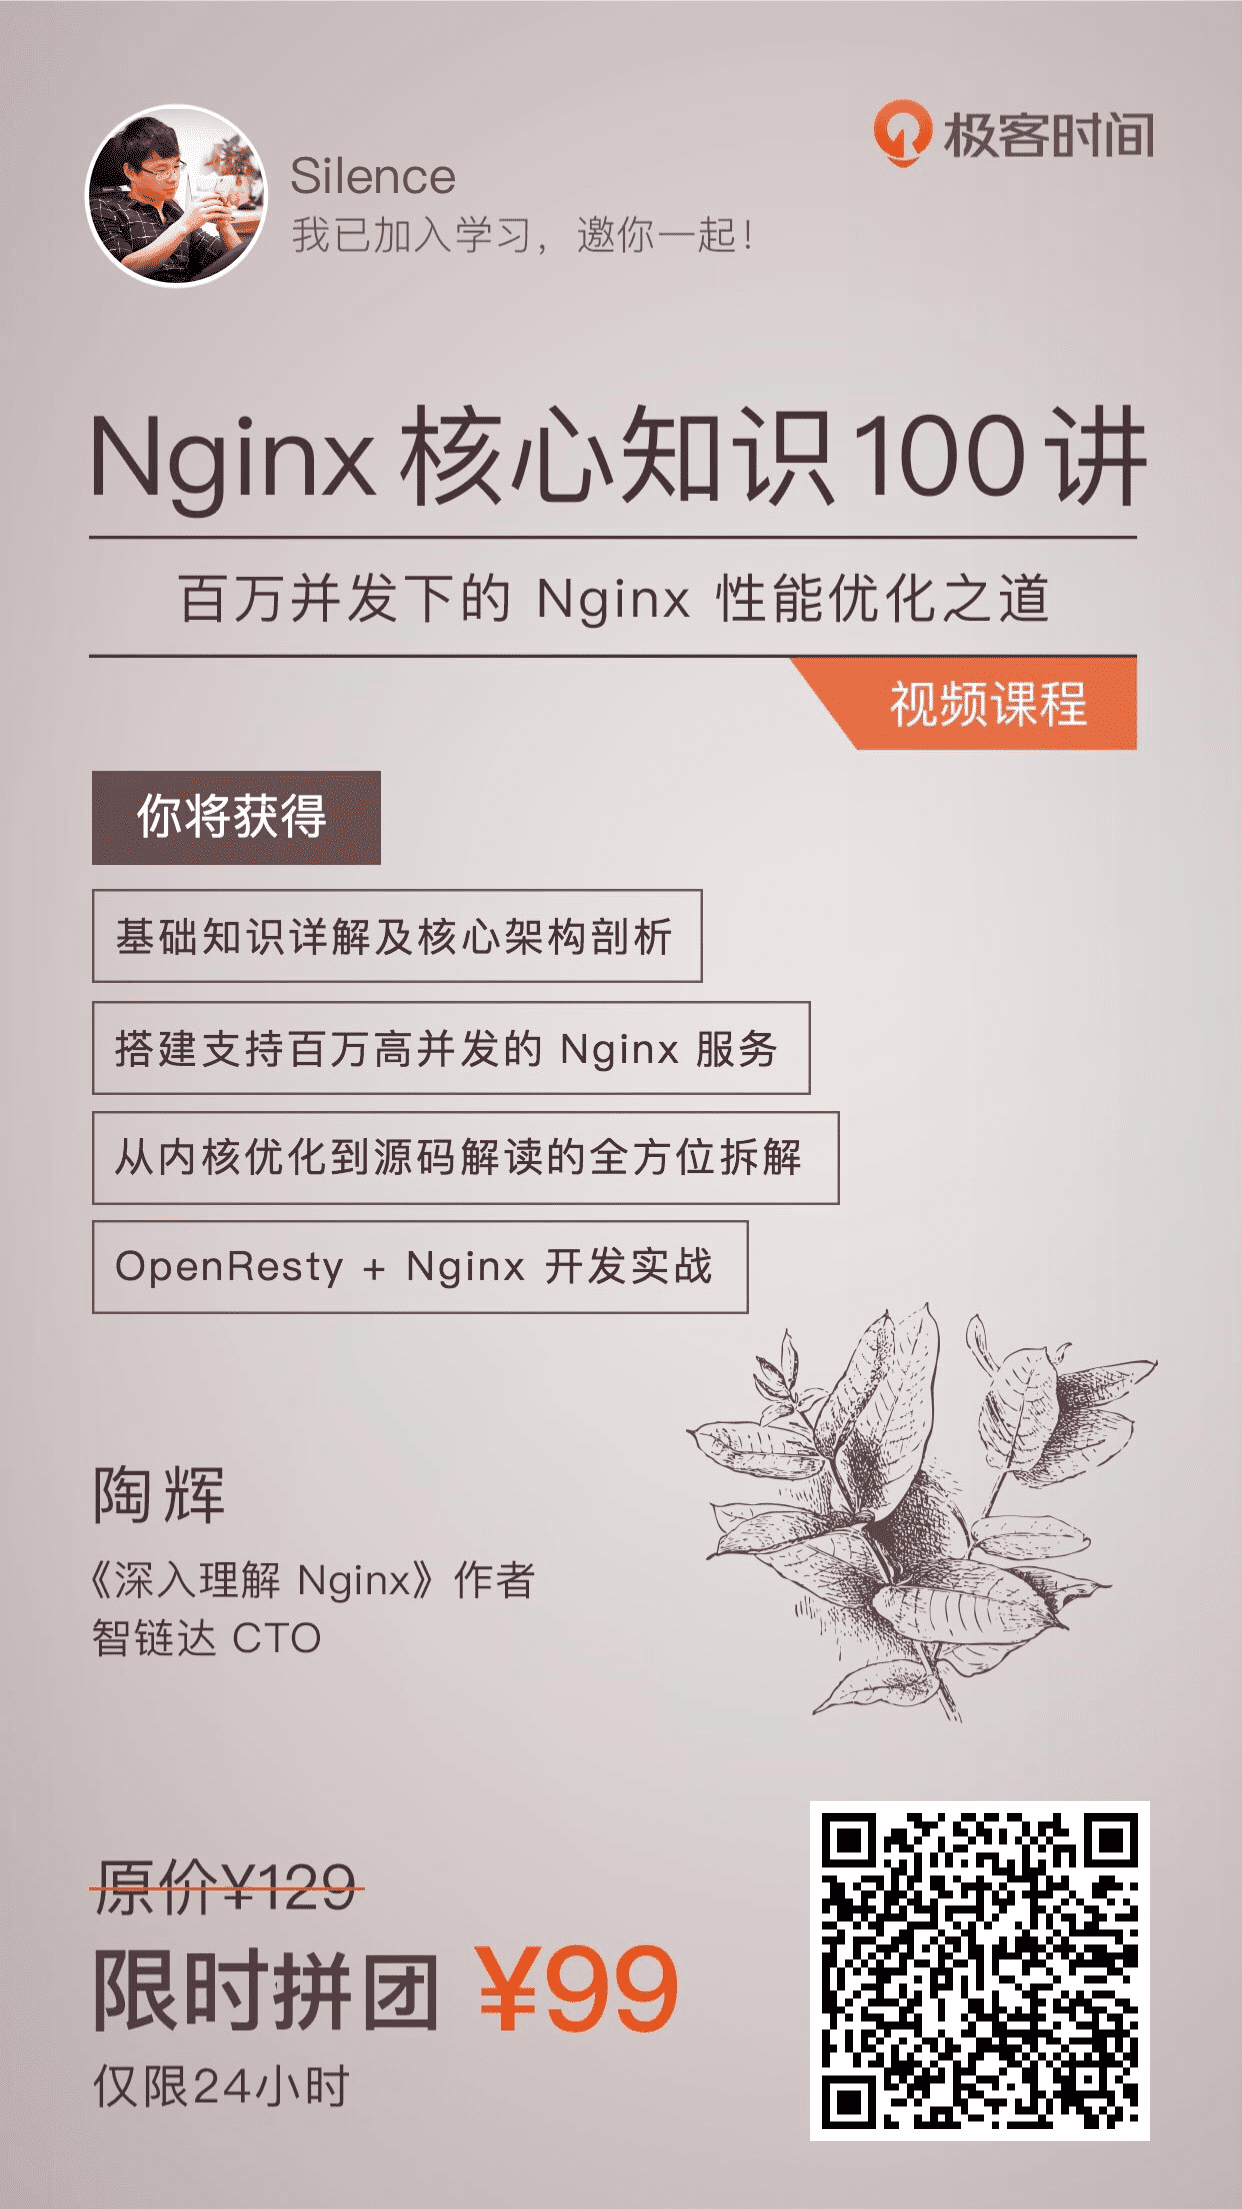 极客时间
Silence
我已加入学习，邀你一起！
Nginx 核心知识100讲
百万并发下的 Nginx 性能优化之道
视频课程
你将获得
基础知识详解及核心架构剖析
搭建支持百万高并发的 Nginx 服务
从内核优化到源码解读的全方位拆解
OpenResty + Nginx 开发实战
陶辉
《深入理解 Nginx》作者
智链达 CTO
原价¥129
限时拼团 ¥99
仅限24小时